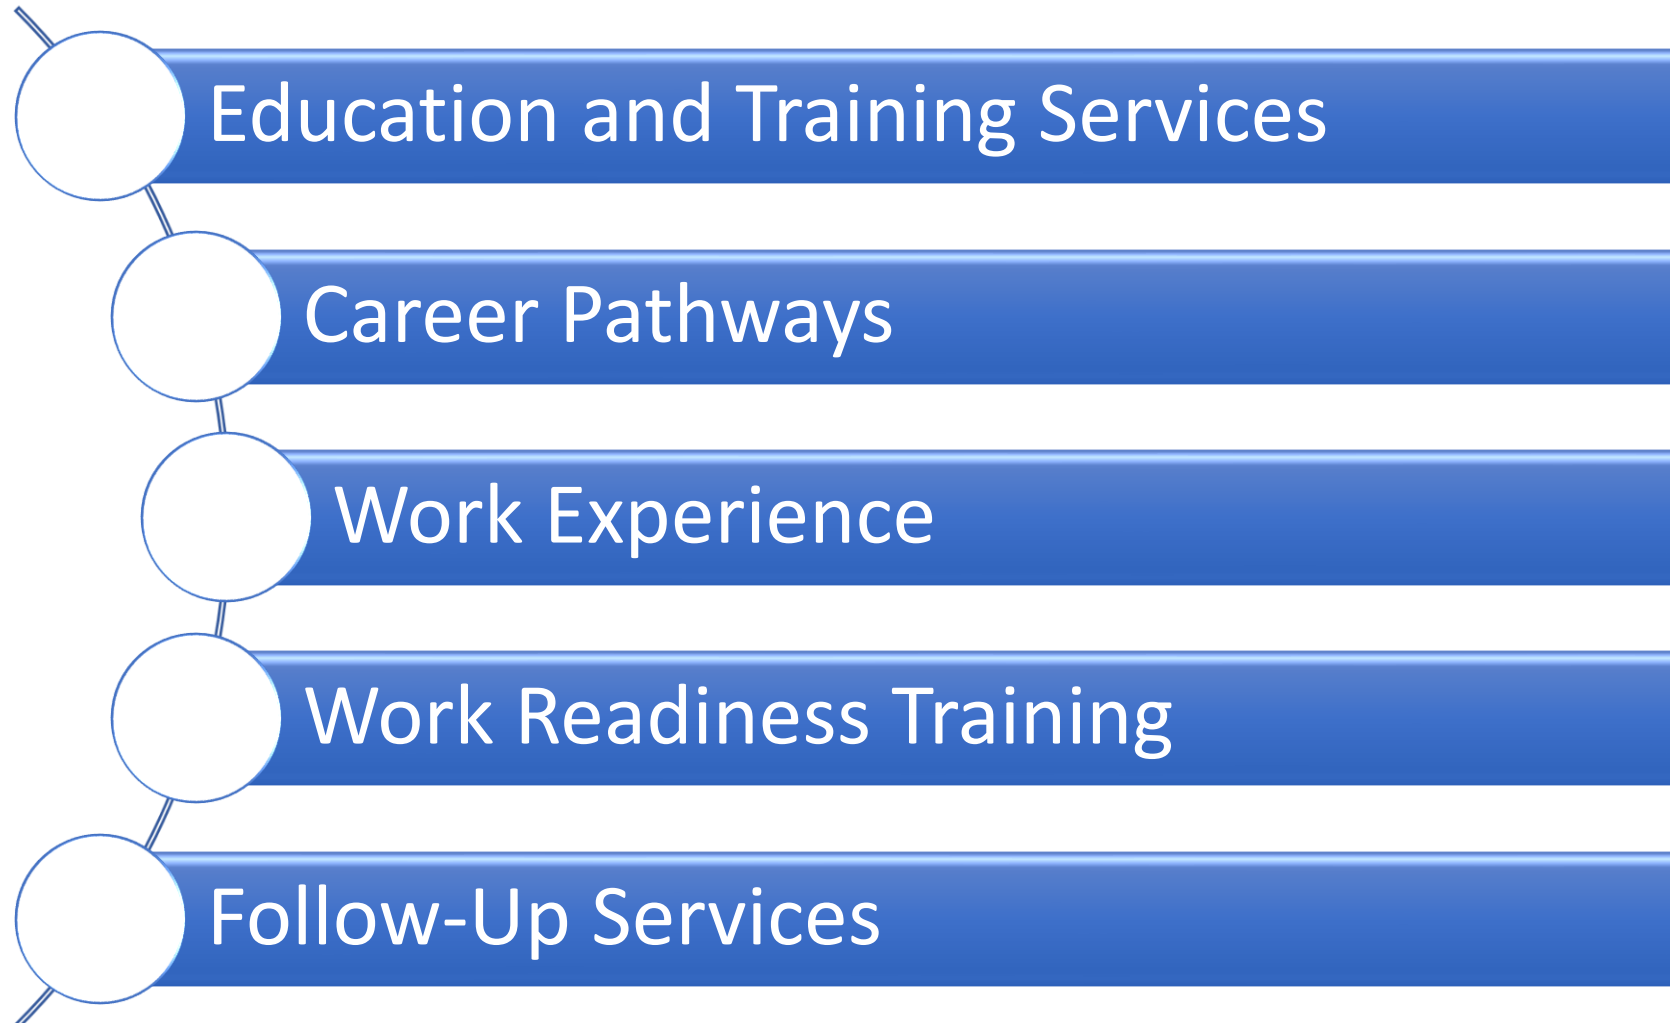 Education and Training Services
Career Pathways
Work Experience
Work Readiness Training
Follow-Up Services